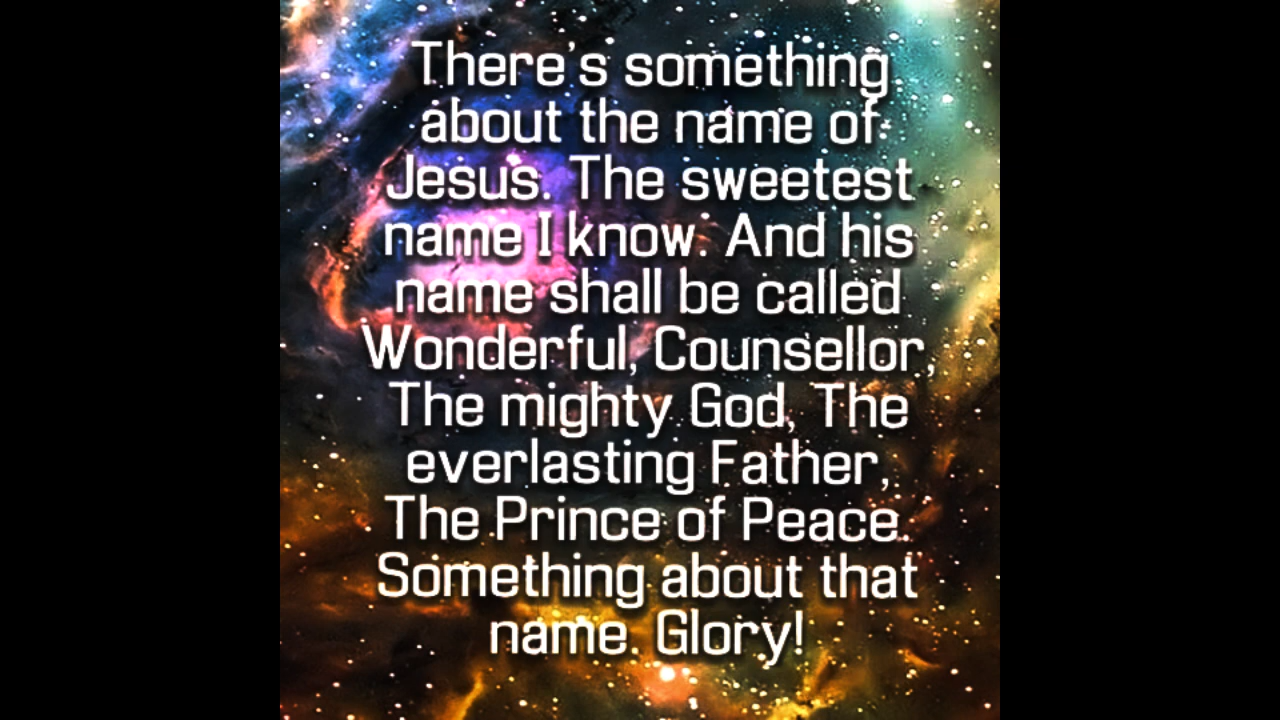 There's something
about the name of
Jesus. The sweetest
name I know. And his
name shall be called
Wonderful, Counsellor,
The mighty God, The
everlasting Father,
The Prince of Peace.
Something about that
name. Glory!